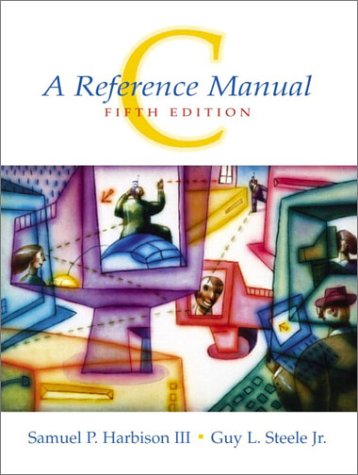 C
A Reference Manual
FIFTH EDITION
Samuel P. Harbison III • Guy L. Steele Jr.